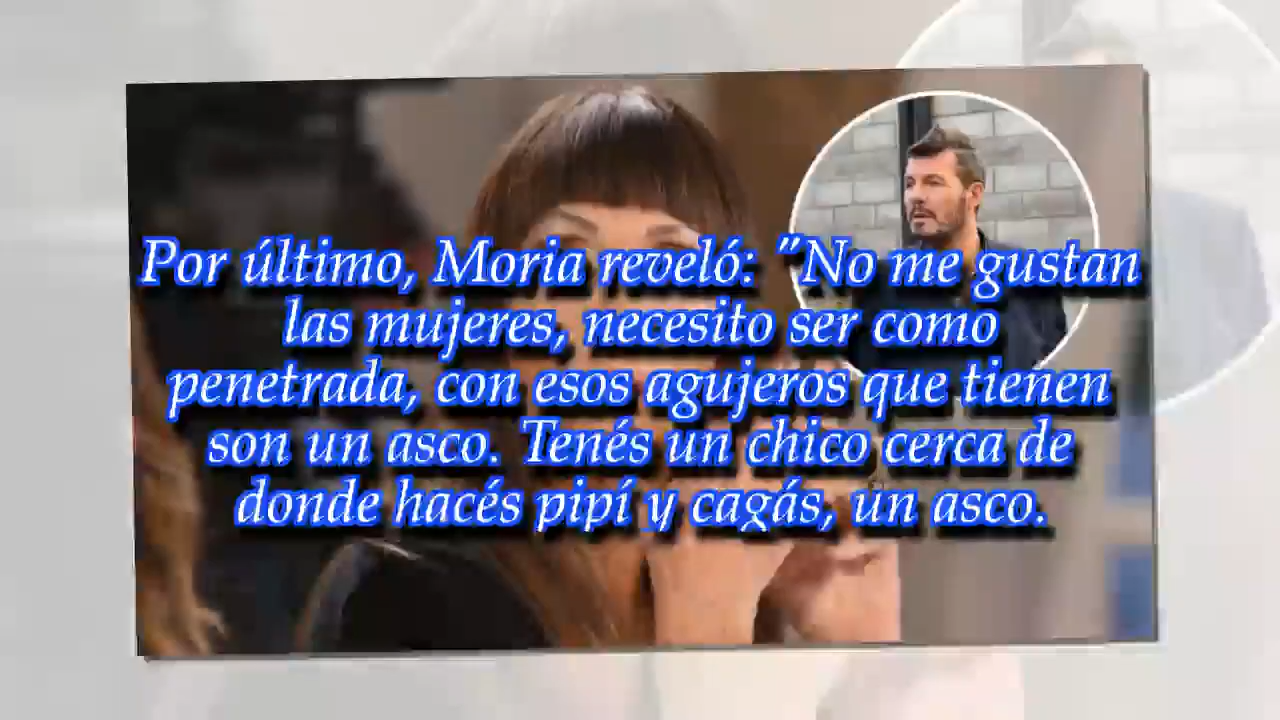 Por último, Moria reveló: "No me gustan
las mujeres, necesito ser como
penetrada, con esos agujeros que tienen
son un asco. Tenés un chico cerca de
donde hacés pipí y cagás, un asco.